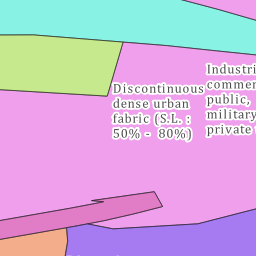 Discontinuous
dense urban
fabric (S.L. :
50% - 80%)
Industri
commer
public,
military
private